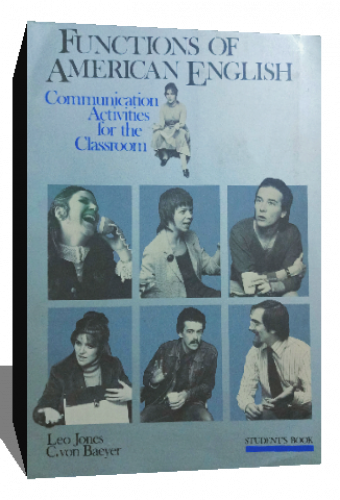 FUNCTIONS OF
AMERICAN ENGLISH
Communication
Activities
for the
Classroom
Leo Jones
C. von Baeyer
STUDENT'S BOOK